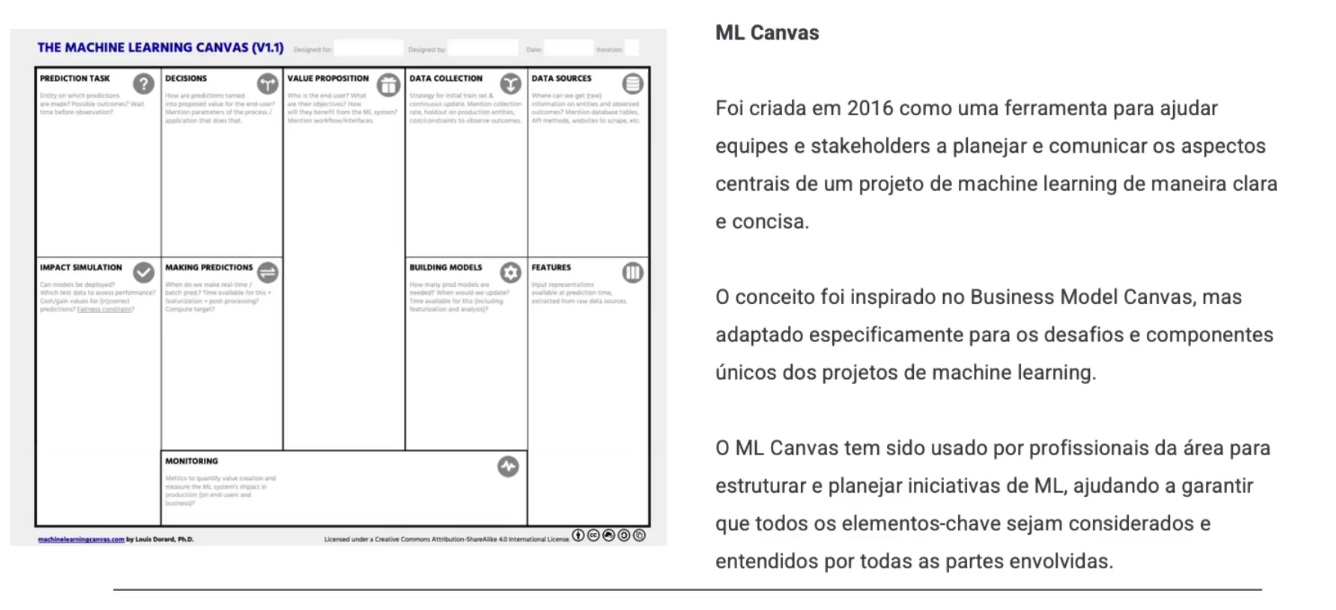 THE MACHINE LEARNING CANVAS (V1.1)
Designed for:
Designed by:
Date:
Iteration:
PREDICTION TASK
Entity on which predictions
are made? Possible outcomes? Wait
time before observation?
DECISIONS
How are predictions turned
into proposed value for the end-user?
Mention parameters of the process /
application that does that.
VALUE PROPOSITION
Who is the end-user? What
are their objectives? How
will they benefit from the ML system?
Mention workflow/interfaces.
DATA COLLECTION
Strategy for initial train set &
continuous update. Mention collection
rate, holdout on production entities,
cost/constraints to observe outcomes.
DATA SOURCES
Where can we get (raw)
information on entities and observed
outcomes? Mention database tables,
API methods, websites to scrape, etc.
IMPACT SIMULATION
Can models be deployed?
Which test data to assess performance?
Cost/gain values for (in)correct
predictions? Fairness constraint?
MAKING PREDICTIONS
When do we make real-time /
batch pred.? Time available for this +
featurization + post-processing?
Compute target?
BUILDING MODELS
How many prod models are
needed? When would we update?
Time available for this (including
featurization and analysis)?
FEATURES
Input representations
available at prediction time,
extracted from raw data sources.
MONITORING
Metrics to quantify value creation and
measure the ML system's impact in
production (on end-users and
business)?
machinelearningcanvas.com by Louis Dorard, Ph.D.
Licensed under a Creative Commons Attribution-ShareAlike 4.0 International License.
ML Canvas
Foi criada em 2016 como uma ferramenta para ajudar
equipes e stakeholders a planejar e comunicar os aspectos
centrais de um projeto de machine learning de maneira clara
e concisa.
O conceito foi inspirado no Business Model Canvas, mas
adaptado especificamente para os desafios e componentes
únicos dos projetos de machine learning.
O ML Canvas tem sido usado por profissionais da área para
estruturar e planejar iniciativas de ML, ajudando a garantir
que todos os elementos-chave sejam considerados e
entendidos por todas as partes envolvidas.